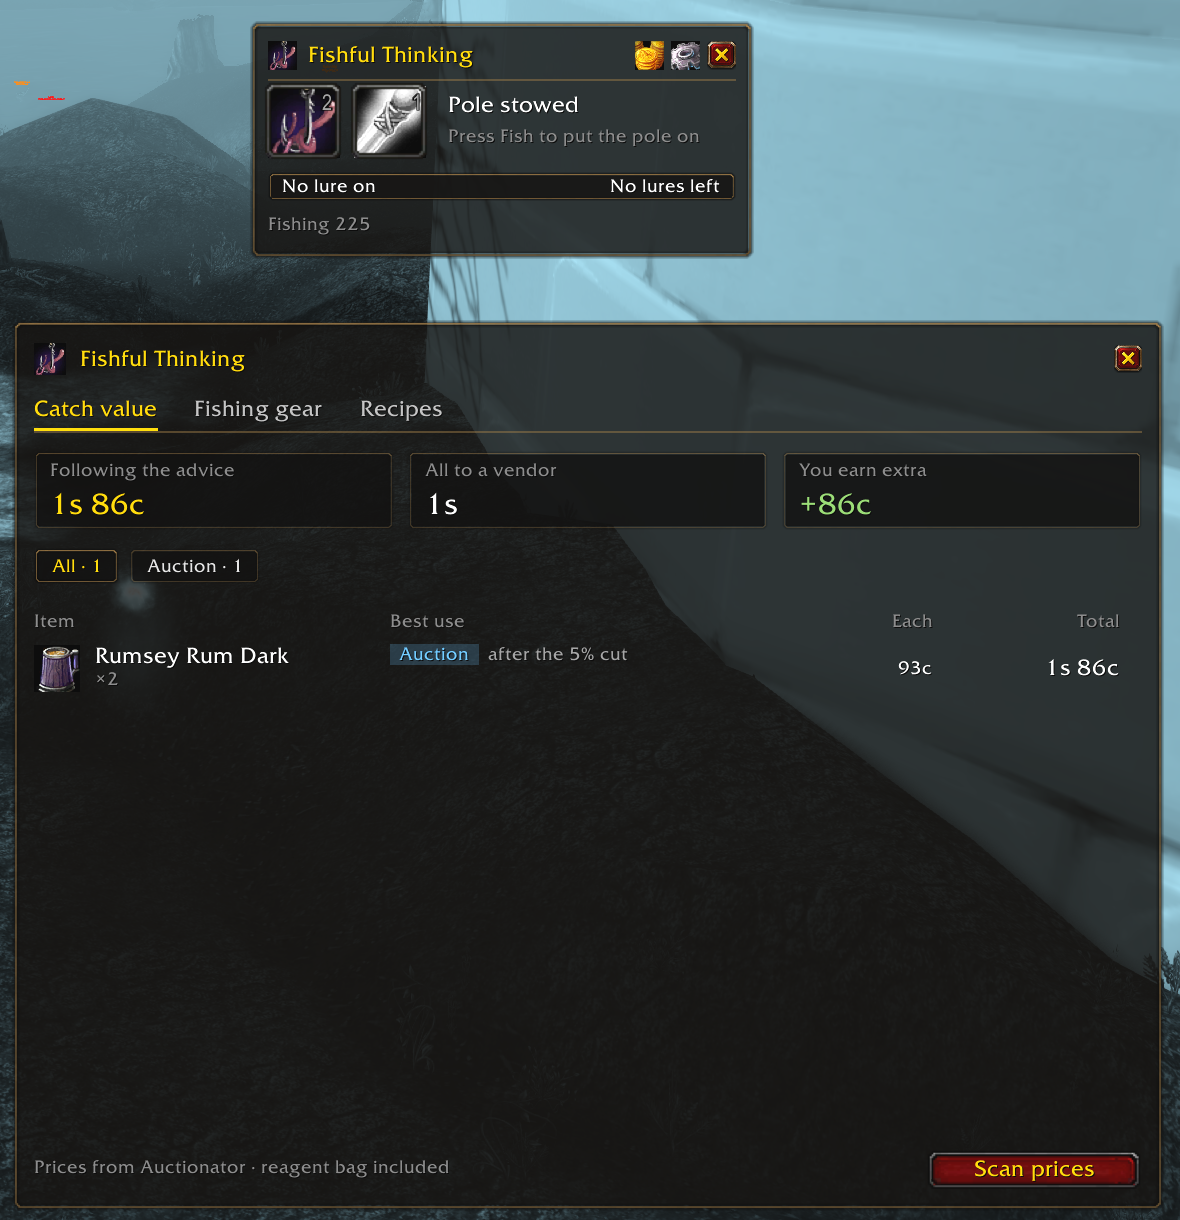 Fishful Thinking
2
1
Pole stowed
Press Fish to put the pole on
No lure on
No lures left
Fishing 225
Fishful Thinking
Catch value
Fishing gear
Recipes
Following the advice
1s 86c
All to a vendor
1s
You earn extra
+86c
All · 1
Auction · 1
Item
Best use
Each
Total
Rumsey Rum Dark
×2
Auction after the 5% cut
93c
1s 86c
Prices from Auctionator · reagent bag included
Scan prices